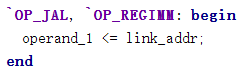 `OP_JAL, `OP_REGIMM: begin
  operand_1 <= link_addr;
end